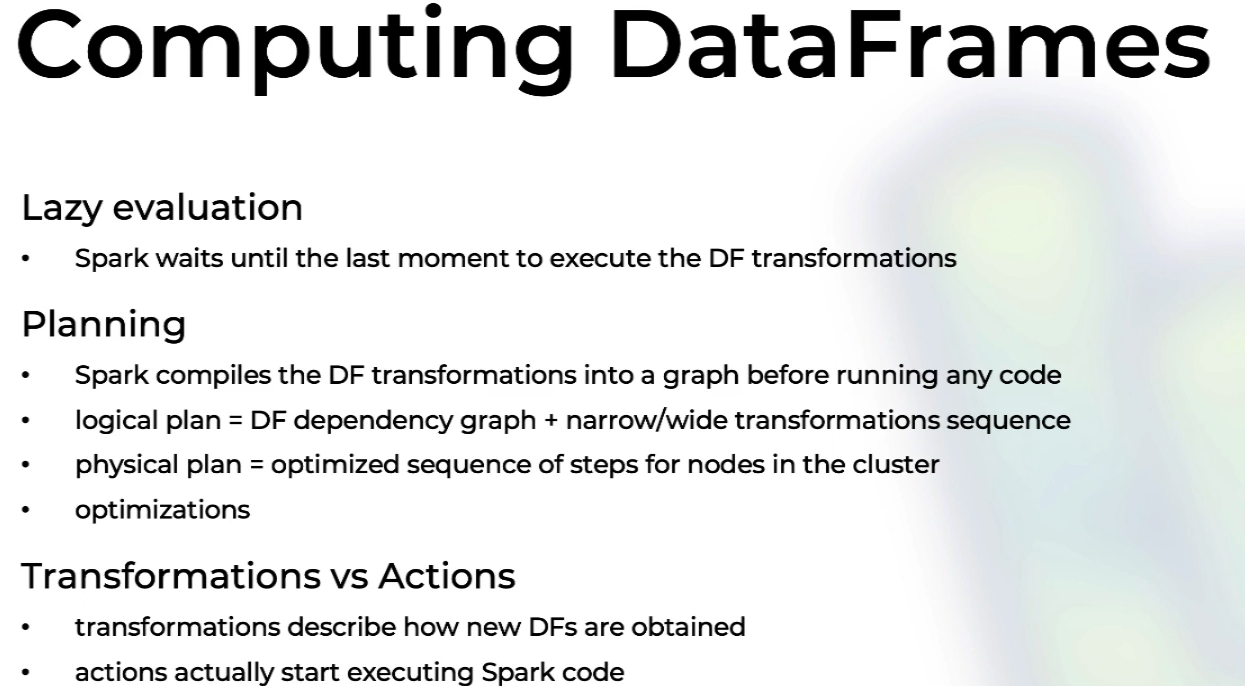 Computing DataFrames
Lazy evaluation
• Spark waits until the last moment to execute the DF transformations
Planning
• Spark compiles the DF transformations into a graph before running any code
• logical plan = DF dependency graph + narrow/wide transformations sequence
• physical plan = optimized sequence of steps for nodes in the cluster
• optimizations
Transformations vs Actions
• transformations describe how new DFs are obtained
• actions actually start executing Spark code